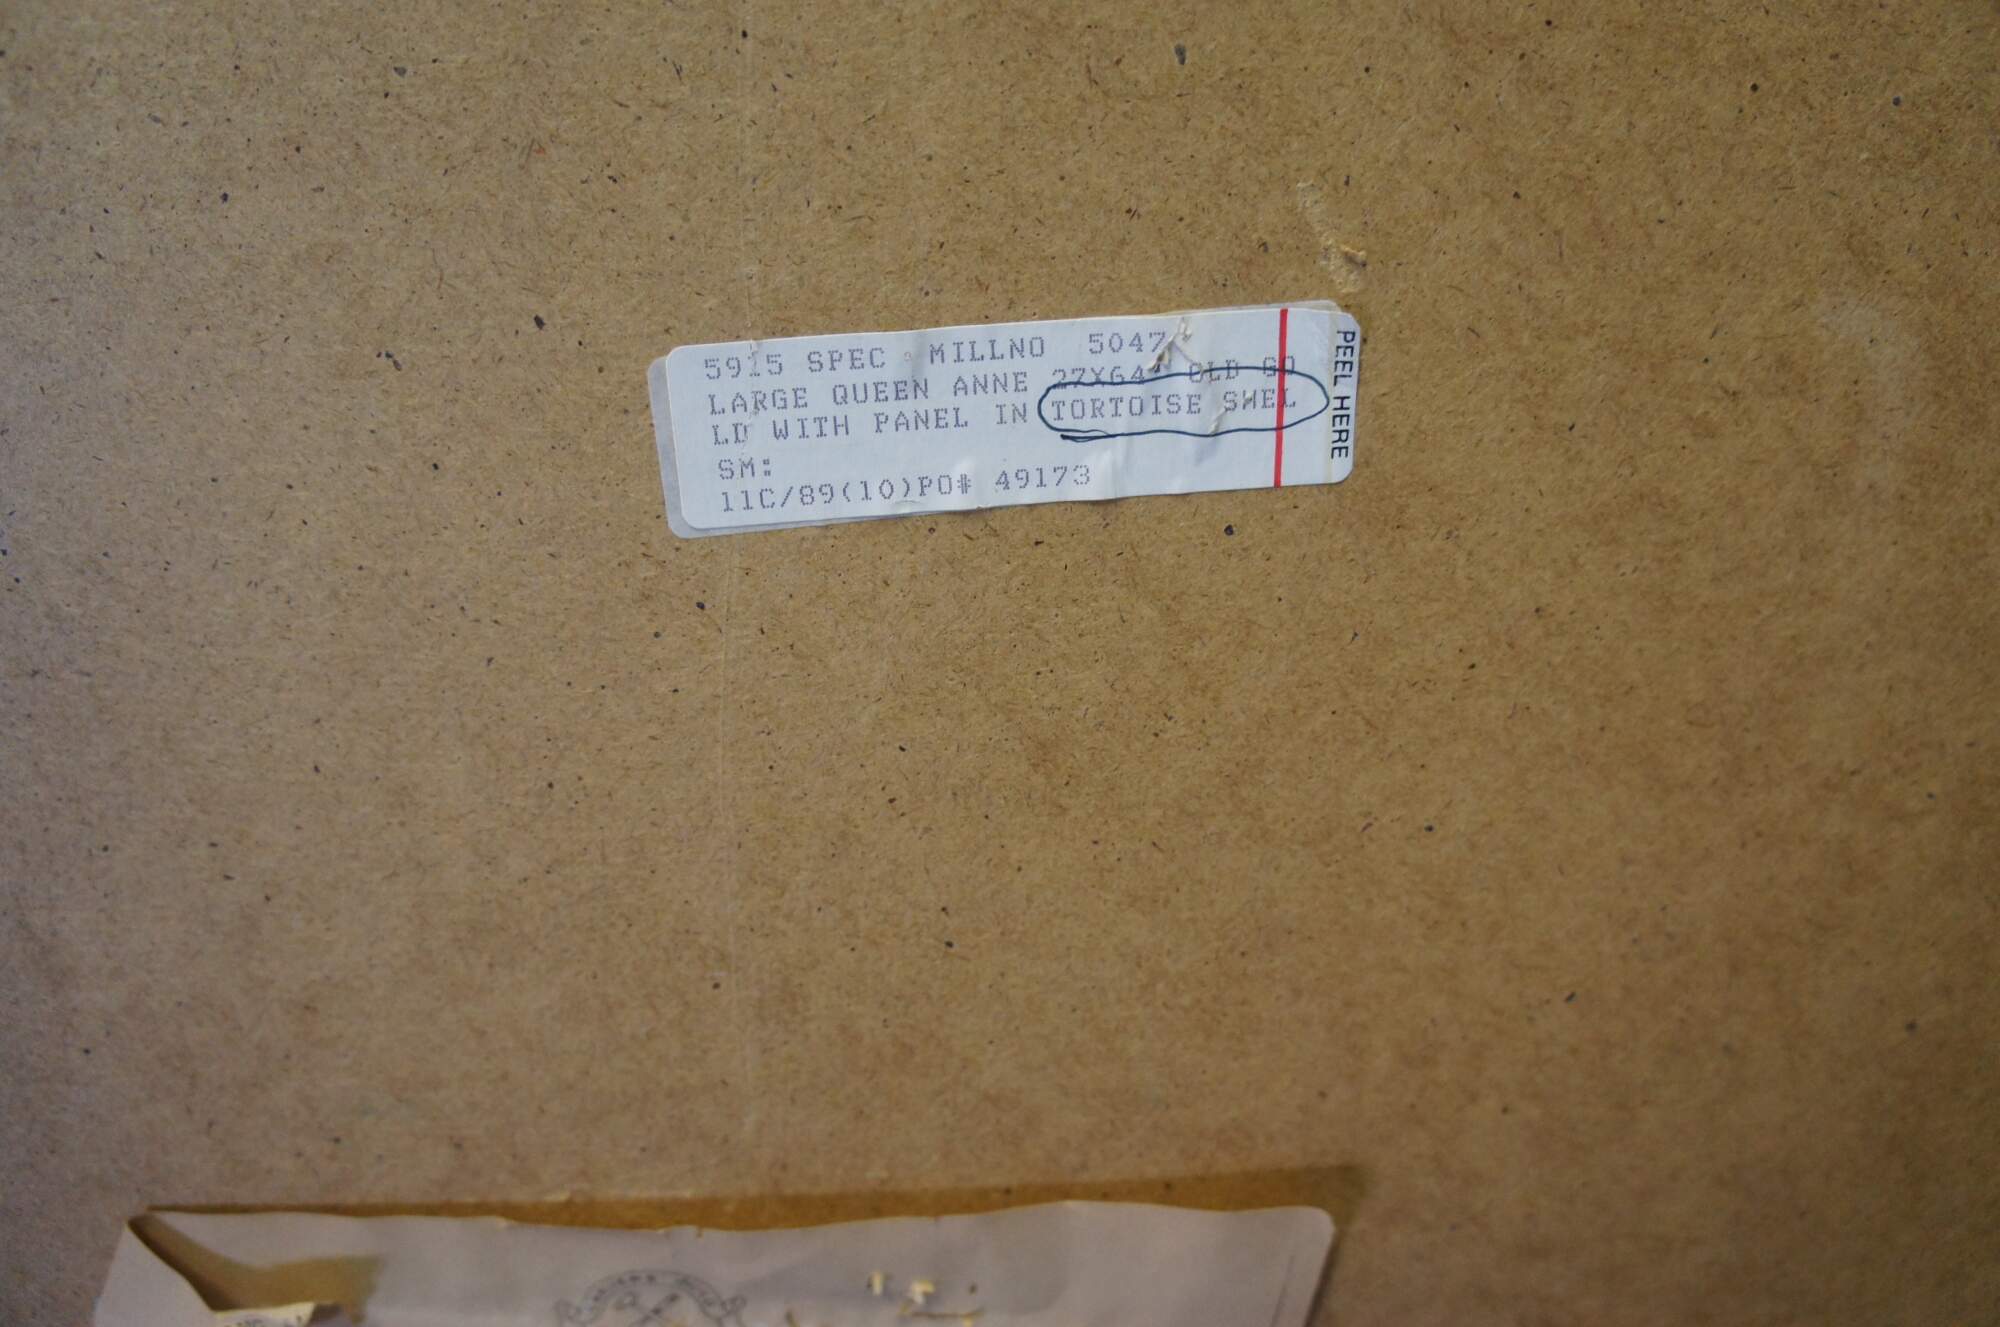 5915 SPEC MILLNO 5047
LARGE QUEEN ANNE 27X64" OLD GO
LD WITH PANEL IN TORTOISE SHEL
SM:
11C/89(10)PO# 49173
PEEL HERE